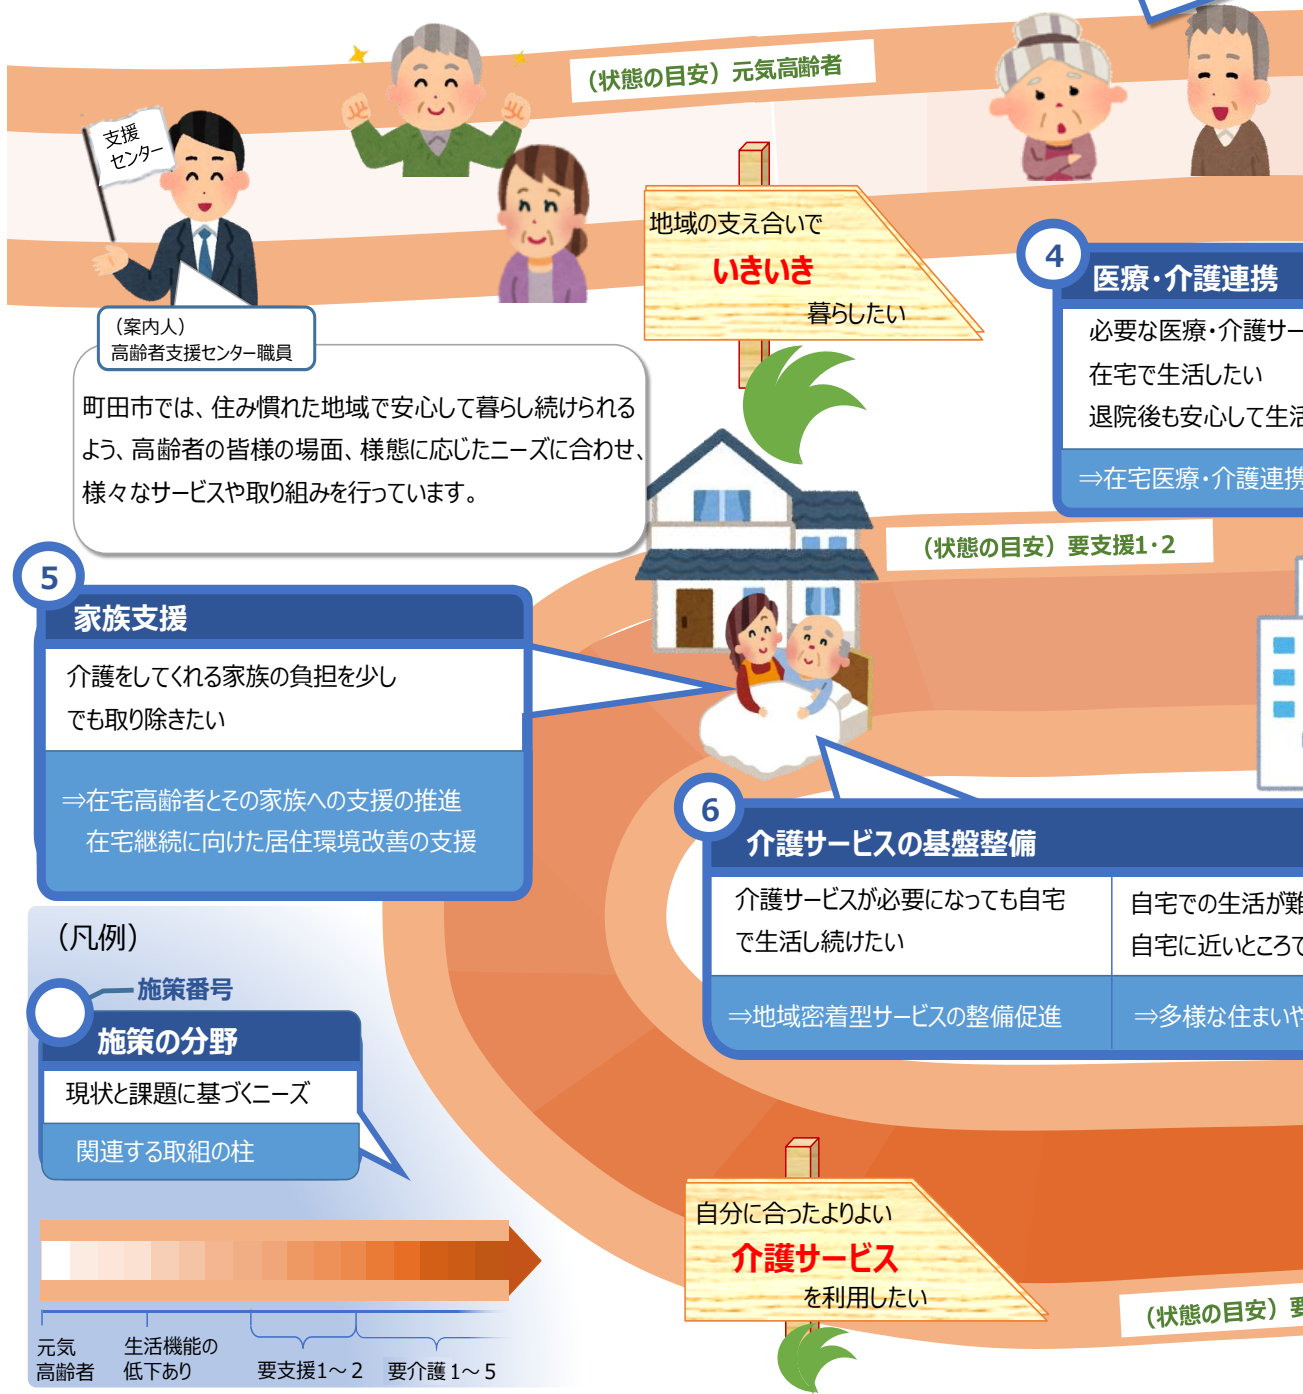 （状態の目安）元気高齢者
支援
センター
地域の支え合いで
いきいき
暮らしたい
（案内人）
高齢者支援センター職員
町田市では、住み慣れた地域で安心して暮らし続けられる
よう、高齢者の皆様の場面、様態に応じたニーズに合わせ、
様々なサービスや取り組みを行っています。
4
医療・介護連携
必要な医療・介護サー
在宅で生活したい
退院後も安心して生活
⇒在宅医療・介護連携
（状態の目安）要支援1・2
5
家族支援
介護をしてくれる家族の負担を少し
でも取り除きたい
⇒在宅高齢者とその家族への支援の推進
在宅継続に向けた居住環境改善の支援
6
介護サービスの基盤整備
介護サービスが必要になっても自宅
で生活し続けたい
⇒地域密着型サービスの整備促進
自宅での生活が難
自宅に近いところで
⇒多様な住まいや
（凡例）
施策番号
施策の分野
現状と課題に基づくニーズ
関連する取組の柱
元気
高齢者
生活機能の
低下あり
要支援1～2
要介護1～5
自分に合ったよりよい
介護サービス
を利用したい
（状態の目安）要